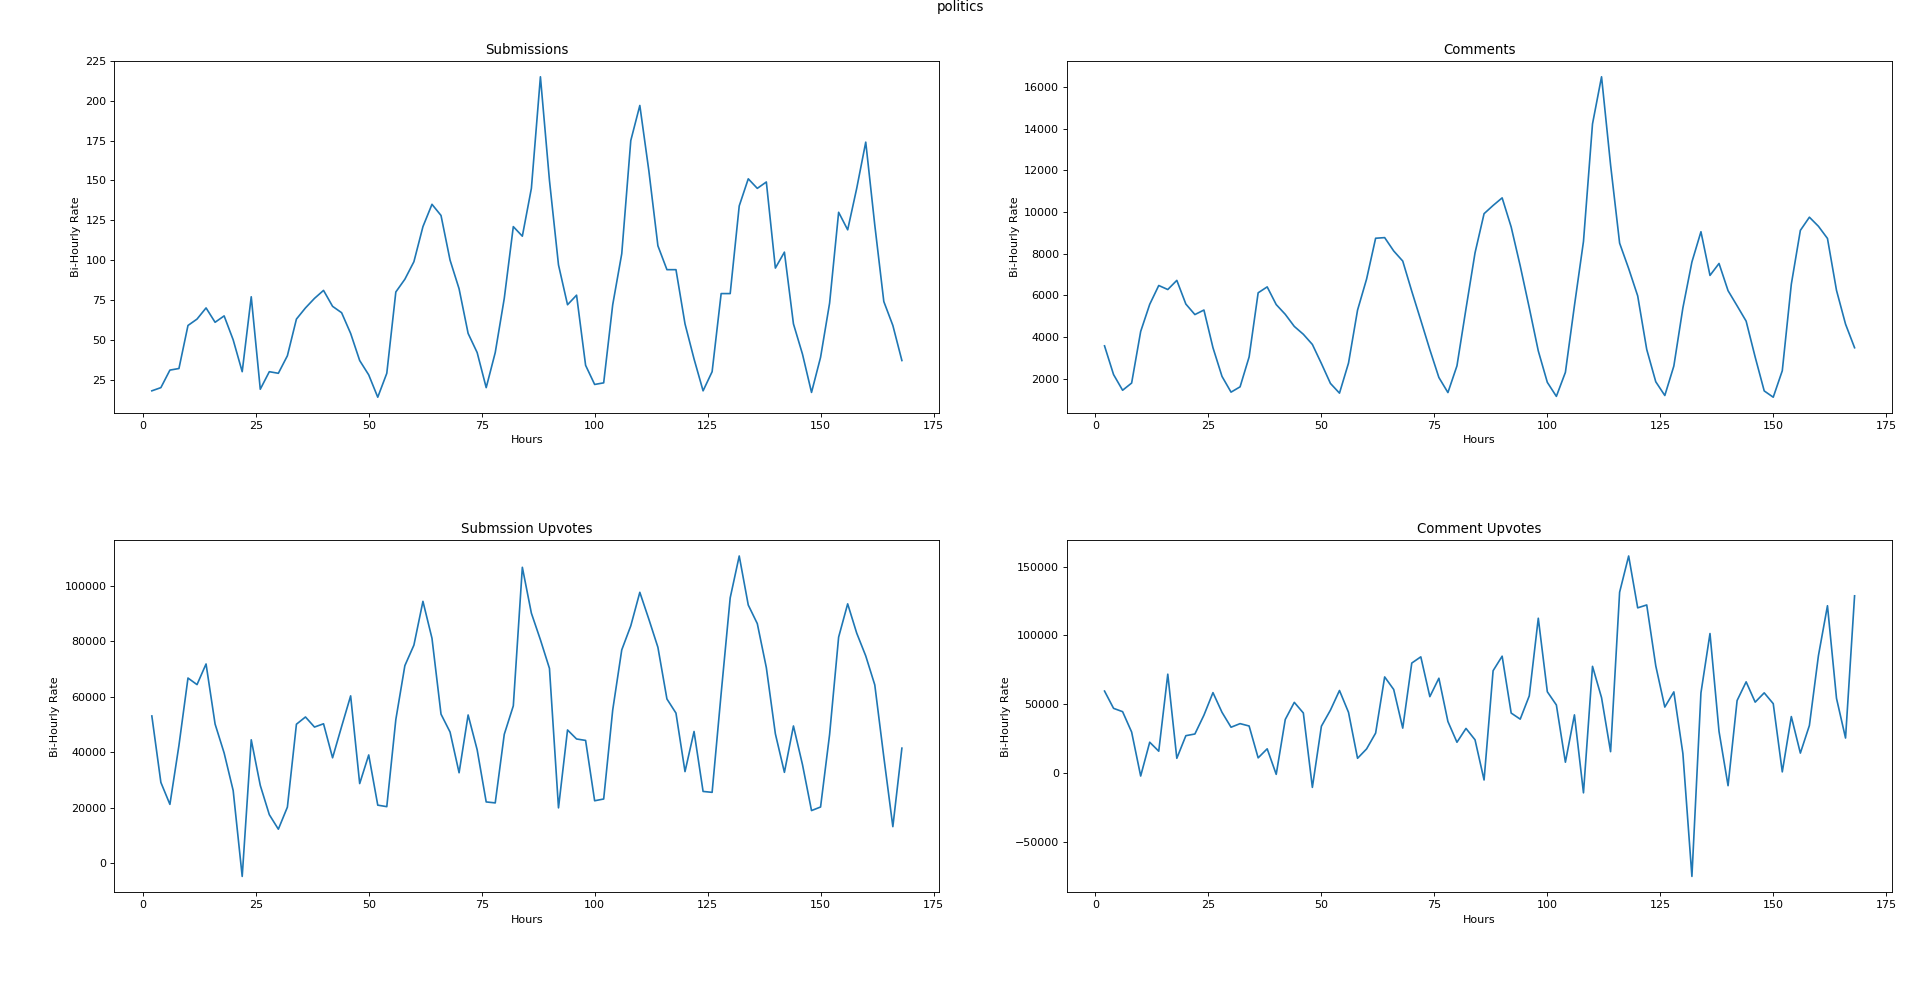 politics
Submissions
225
200
175
150
125
100
75
50
25
Bi-Hourly Rate
0 25 50 75 100 125 150 175
Hours
Comments
16000
14000
12000
10000
8000
6000
4000
2000
Bi-Hourly Rate
0 25 50 75 100 125 150 175
Hours
Submssion Upvotes
100000
80000
60000
40000
20000
0
Bi-Hourly Rate
0 25 50 75 100 125 150 175
Hours
Comment Upvotes
150000
100000
50000
0
−50000
Bi-Hourly Rate
0 25 50 75 100 125 150 175
Hours